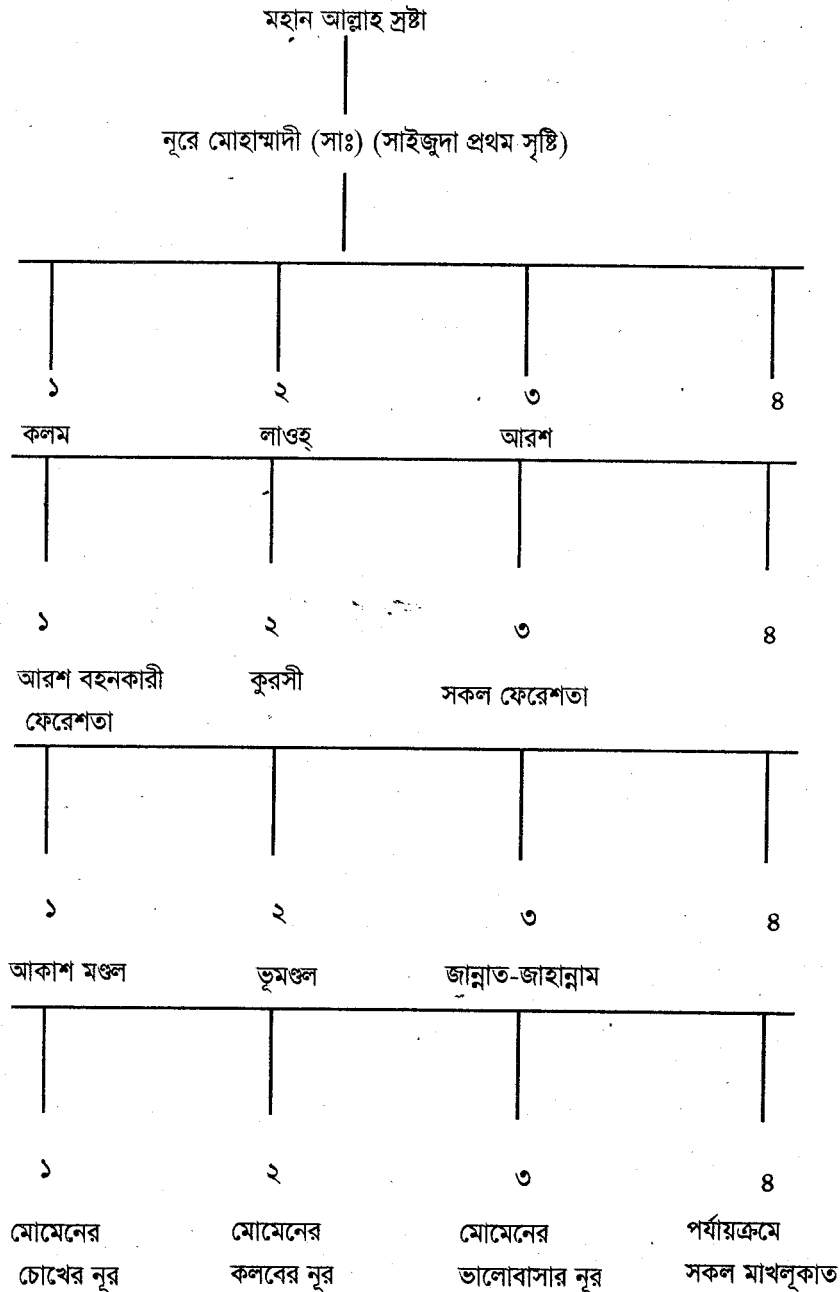 মহান আল্লাহ স্রষ্টা
নূরে মোহাম্মাদী (সাঃ) (সাইজুদা প্রথম সৃষ্টি)
১ ২ ৩ ৪
কলম লাওহ্ আরশ
১ ২ ৩ ৪
আরশ বহনকারী কুরসী সকল ফেরেশতা
ফেরেশতা
১ ২ ৩ ৪
আকাশ মণ্ডল ভূমণ্ডল জান্নাত-জাহান্নাম
১ ২ ৩ ৪
মোমেনের মোমেনের মোমেনের পর্যায়ক্রমে
চোখের নূর কলবের নূর ভালোবাসার নূর সকল মাখলূকাত